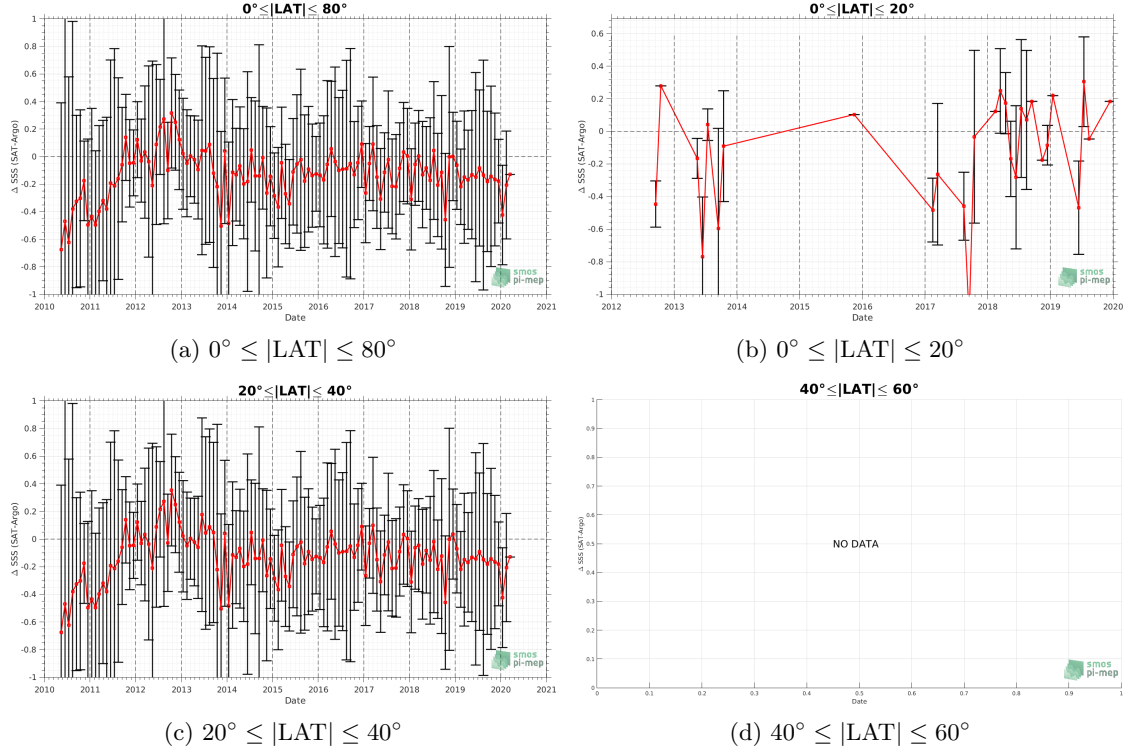 0°≤|LAT|≤ 80°
1
0.8
0.6
0.4
0.2
0
-0.2
-0.4
-0.6
-0.8
-1
Δ SSS (SAT-Argo)
2010 2011 2012 2013 2014 2015 2016 2017 2018 2019 2020 2021
Date
smos
pi-mep
(a) 0° ≤ |LAT| ≤ 80°
0°≤|LAT|≤ 20°
0.6
0.4
0.2
0
-0.2
-0.4
-0.6
-0.8
-1
Δ SSS (SAT-Argo)
2012 2013 2014 2015 2016 2017 2018 2019 2020
Date
smos
pi-mep
(b) 0° ≤ |LAT| ≤ 20°
20°≤|LAT|≤ 40°
1
0.8
0.6
0.4
0.2
0
-0.2
-0.4
-0.6
-0.8
-1
Δ SSS (SAT-Argo)
2010 2011 2012 2013 2014 2015 2016 2017 2018 2019 2020 2021
Date
smos
pi-mep
(c) 20° ≤ |LAT| ≤ 40°
40°≤|LAT|≤ 60°
1
0.9
0.8
0.7
0.6
0.5
0.4
0.3
0.2
0.1
0
Δ SSS (SAT-Argo)
NO DATA
0 0.1 0.2 0.3 0.4 0.5 0.6 0.7 0.8 0.9 1
Date
smos
pi-mep
(d) 40° ≤ |LAT| ≤ 60°